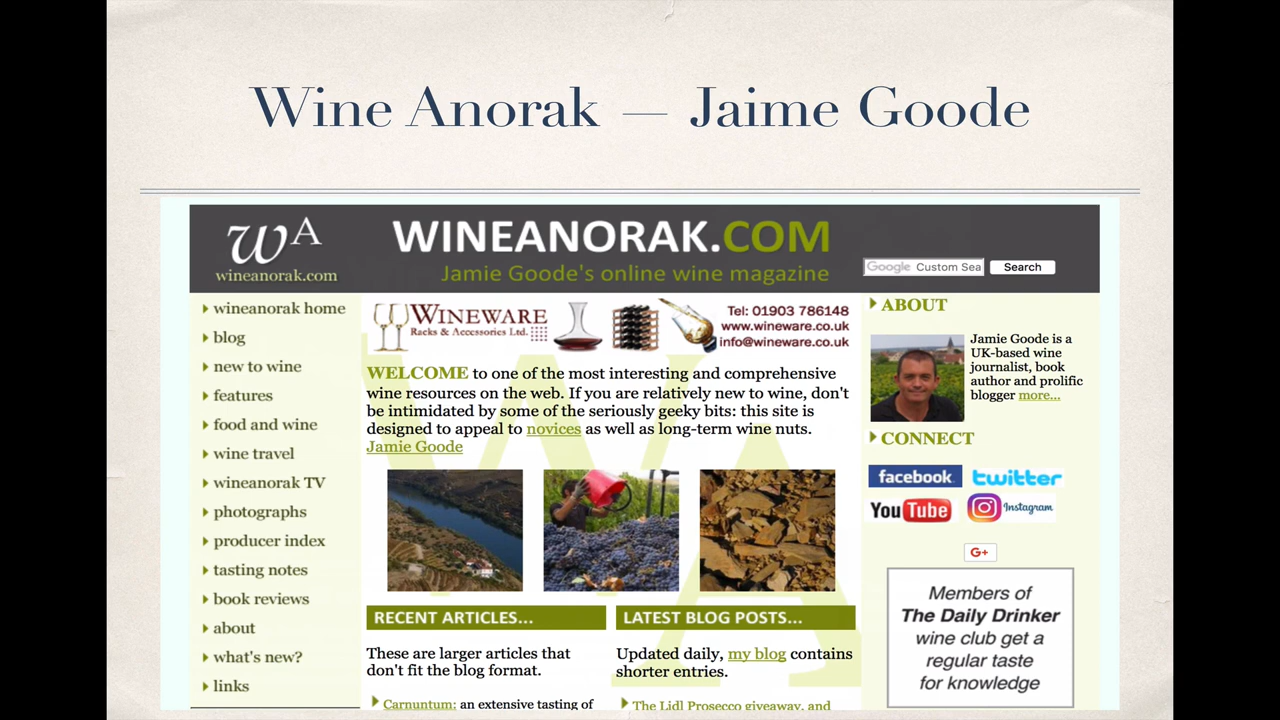 Wine Anorak — Jaime Goode
wA
wineanorak.com
WINEANORAK.COM
Jamie Goode's online wine magazine
Google Custom Sea
Search
wineanorak home
blog
new to wine
features
food and wine
wine travel
wineanorak TV
photographs
producer index
tasting notes
book reviews
about
what's new?
links
WINEWARE
Racks & Accessories Ltd.
Tel: 01903 786148
www.wineware.co.uk
info@wineware.co.uk
WELCOME to one of the most interesting and comprehensive
wine resources on the web. If you are relatively new to wine, don't
be intimidated by some of the seriously geeky bits: this site is
designed to appeal to novices as well as long-term wine nuts.
Jamie Goode
RECENT ARTICLES...
These are larger articles that
don't fit the blog format.
Carnuntum: an extensive tasting of
LATEST BLOG POSTS...
Updated daily, my blog contains
shorter entries.
The Lidl Prosecco giveaway, and
ABOUT
Jamie Goode is a
UK-based wine
journalist, book
author and prolific
blogger more...
CONNECT
facebook
twitter
YouTube
Instagram
G+
Members of
The Daily Drinker
wine club get a
regular taste
for knowledge